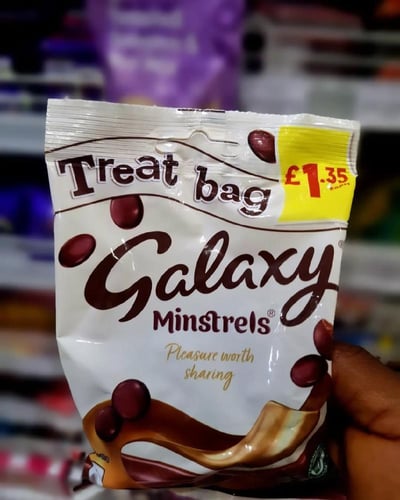 Treat bag
£1.35
Galaxy
Minstrels®
Pleasure worth
sharing